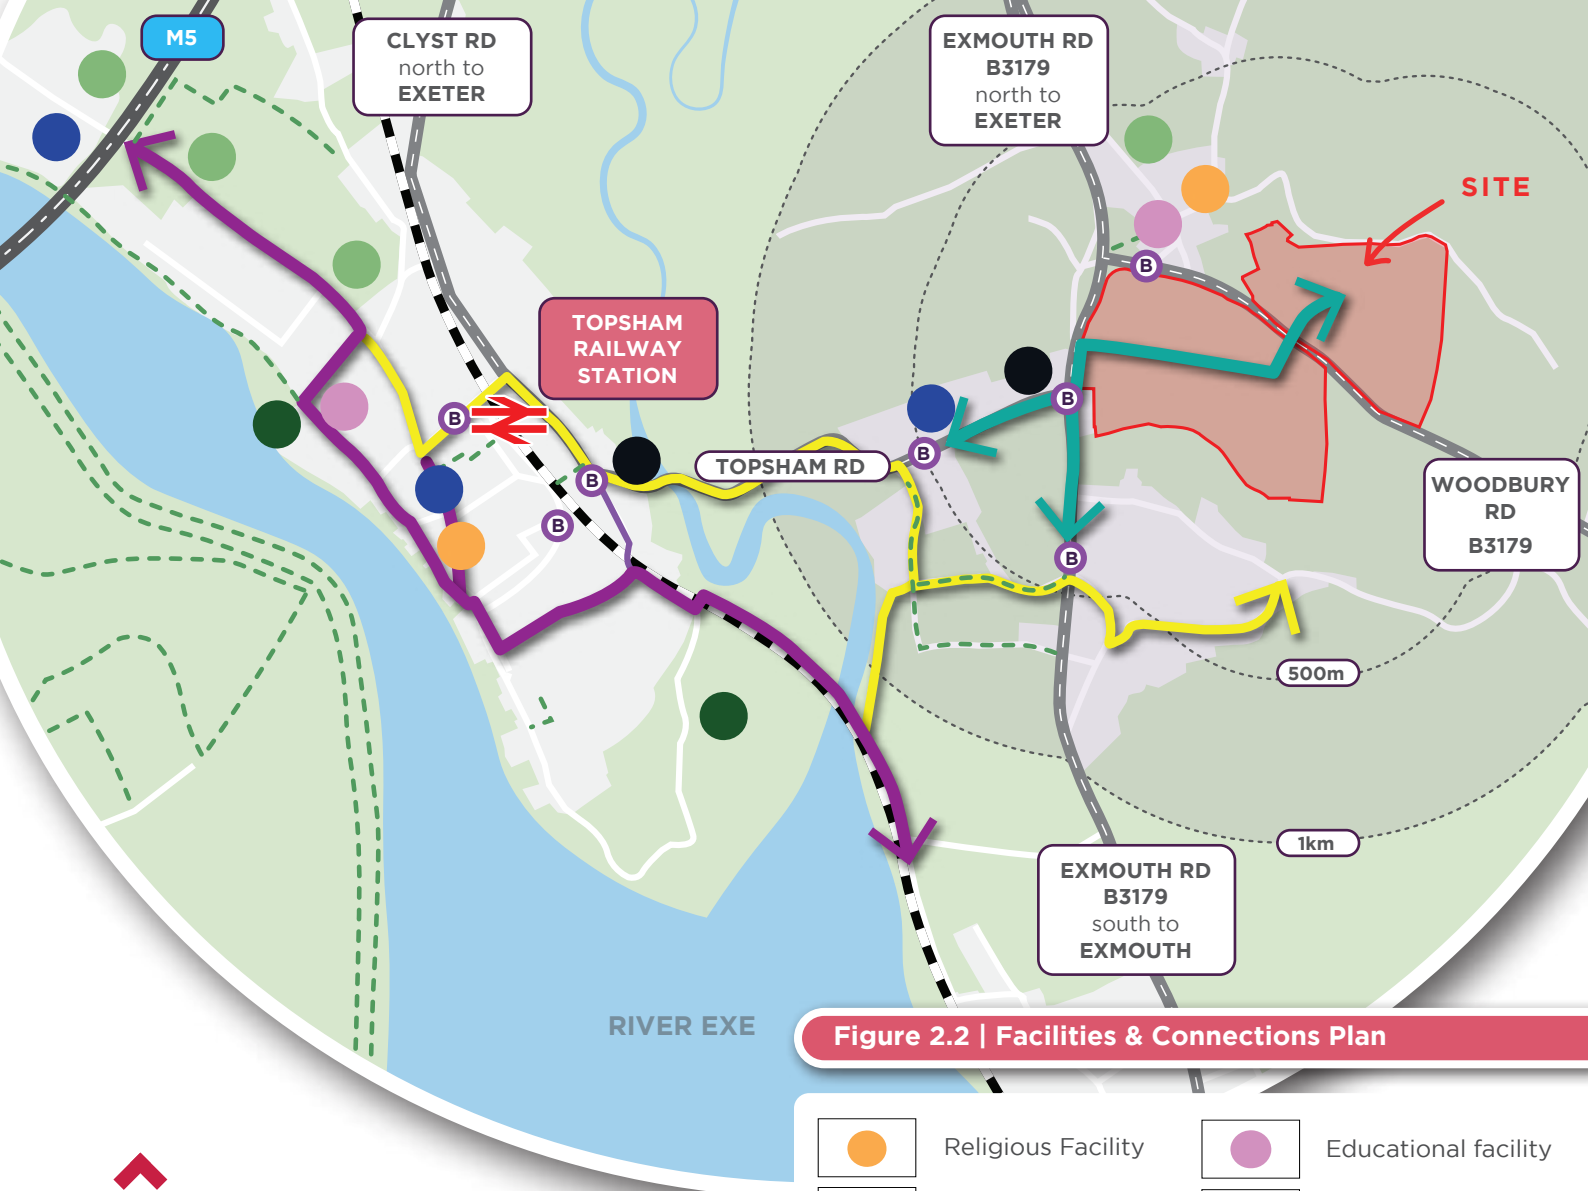 M5
CLYST RD
north to
EXETER
EXMOUTH RD
B3179
north to
EXETER
SITE
B
TOPSHAM
RAILWAY
STATION
B
B
B
TOPSHAM RD
B
B
B
B
WOODBURY
RD
B3179
500m
1km
EXMOUTH RD
B3179
south to
EXMOUTH
RIVER EXE
Figure 2.2 | Facilities & Connections Plan
Religious Facility
Educational facility